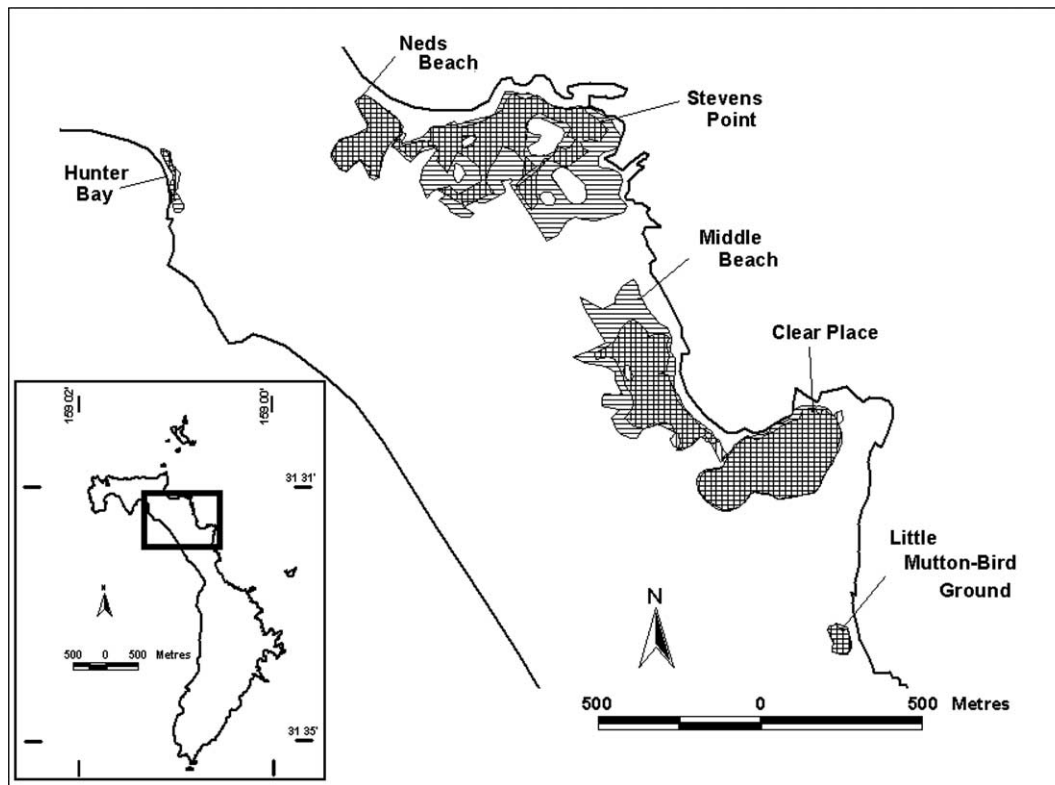 Neds
Beach
Stevens
Point
Hunter
Bay
Middle
Beach
Clear Place
Little
Mutton-Bird
Ground
N
500 0 500 Metres
159 02'
159 00'
31 31'
N
500 0 500 Metres
31 35'